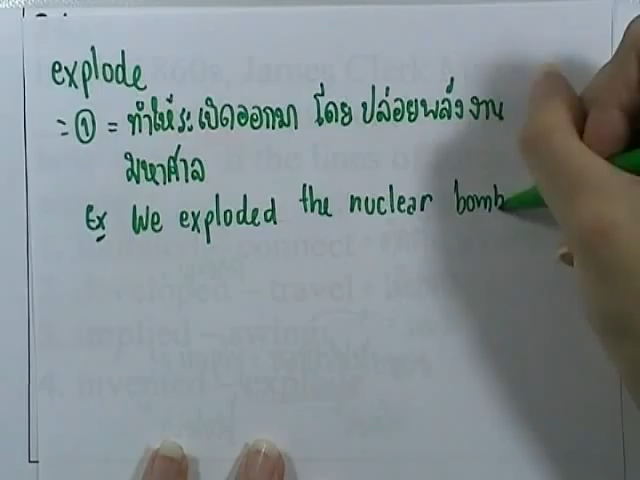 explode
= ① = ทำให้ระเบิดออกมา โดย ปล่อยพลังงาน
มหาศาล
Ex We exploded the nuclear bomb